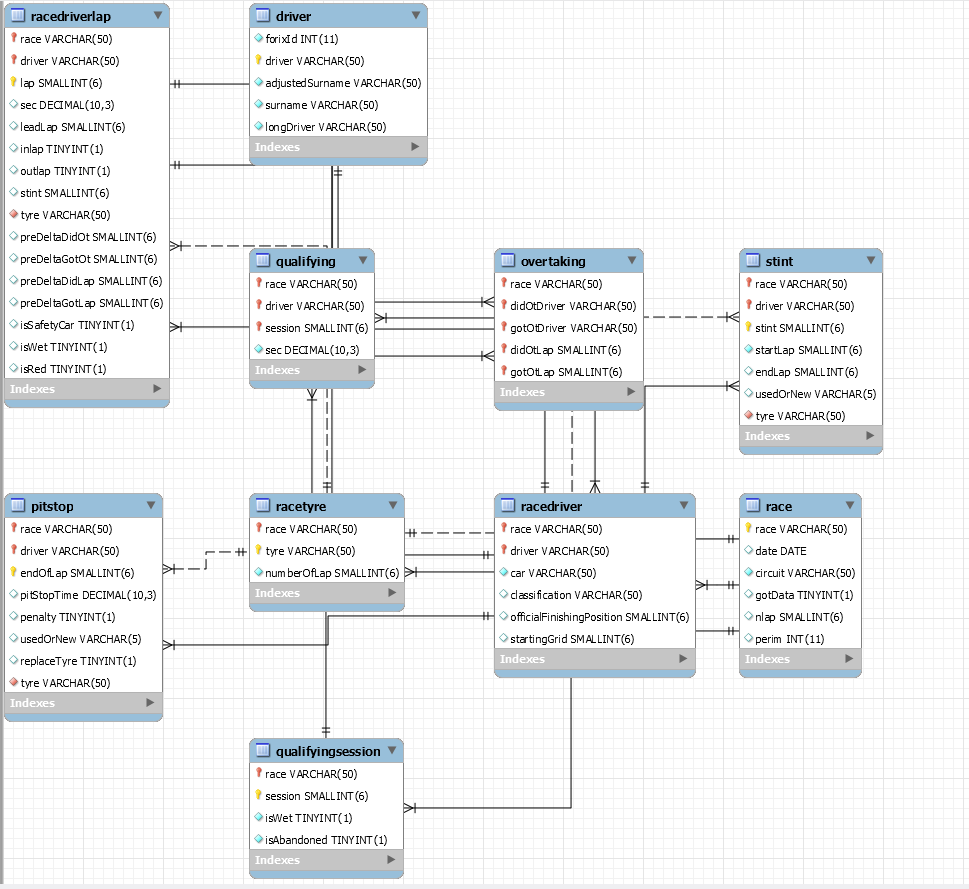 racedriverlap
race VARCHAR(50)
driver VARCHAR(50)
lap SMALLINT(6)
sec DECIMAL(10,3)
leadLap SMALLINT(6)
inlap TINYINT(1)
outlap TINYINT(1)
stint SMALLINT(6)
tyre VARCHAR(50)
preDeltaDidOt SMALLINT(6)
preDeltaGotOt SMALLINT(6)
preDeltaDidLap SMALLINT(6)
preDeltaGotLap SMALLINT(6)
isSafetyCar TINYINT(1)
isWet TINYINT(1)
isRed TINYINT(1)
Indexes
driver
forixId INT(11)
driver VARCHAR(50)
adjustedSurname VARCHAR(50)
surname VARCHAR(50)
longDriver VARCHAR(50)
Indexes
qualifying
race VARCHAR(50)
driver VARCHAR(50)
session SMALLINT(6)
sec DECIMAL(10,3)
Indexes
overtaking
race VARCHAR(50)
didOtDriver VARCHAR(50)
gotOtDriver VARCHAR(50)
didOtLap SMALLINT(6)
gotOtLap SMALLINT(6)
Indexes
stint
race VARCHAR(50)
driver VARCHAR(50)
stint SMALLINT(6)
startLap SMALLINT(6)
endLap SMALLINT(6)
usedOrNew VARCHAR(5)
tyre VARCHAR(50)
Indexes
pitstop
race VARCHAR(50)
driver VARCHAR(50)
endOfLap SMALLINT(6)
pitStopTime DECIMAL(10,3)
penalty TINYINT(1)
usedOrNew VARCHAR(5)
replaceTyre TINYINT(1)
tyre VARCHAR(50)
Indexes
racetyre
race VARCHAR(50)
tyre VARCHAR(50)
numberOfLap SMALLINT(6)
Indexes
racedriver
race VARCHAR(50)
driver VARCHAR(50)
car VARCHAR(50)
classification VARCHAR(50)
officialFinishingPosition SMALLINT(6)
startingGrid SMALLINT(6)
Indexes
race
race VARCHAR(50)
date DATE
circuit VARCHAR(50)
gotData TINYINT(1)
nlap SMALLINT(6)
perim INT(11)
Indexes
qualifyingsession
race VARCHAR(50)
session SMALLINT(6)
isWet TINYINT(1)
isAbandoned TINYINT(1)
Indexes